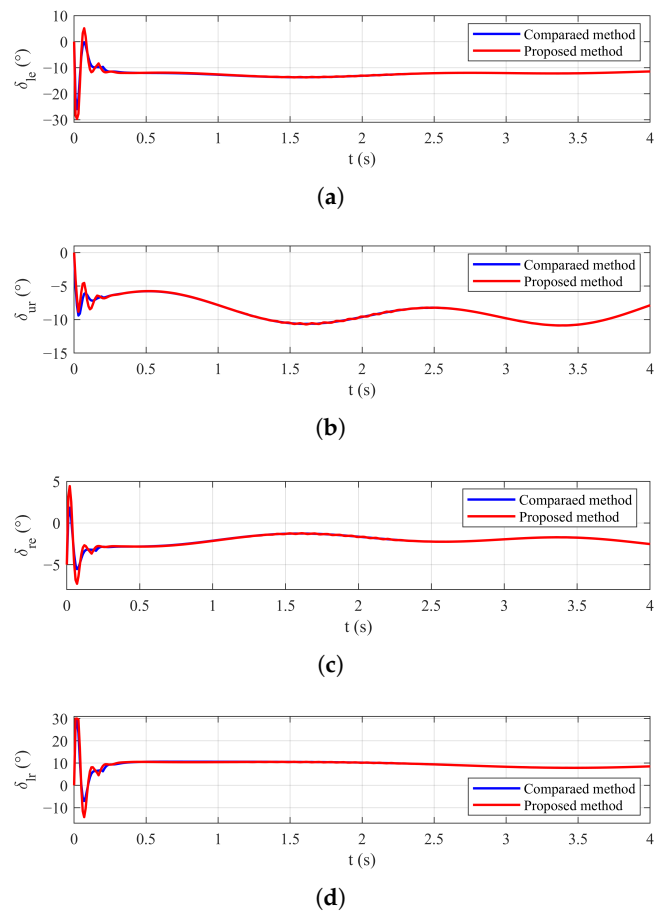 10
0
−10
−20
−30
δle (°)
Comparaed method
Proposed method
0 0.5 1 1.5 2 2.5 3 3.5 4
t (s)
(a)
0
−5
−10
−15
δur (°)
Comparaed method
Proposed method
0 0.5 1 1.5 2 2.5 3 3.5 4
t (s)
(b)
5
0
−5
δre (°)
Comparaed method
Proposed method
0 0.5 1 1.5 2 2.5 3 3.5 4
t (s)
(c)
30
20
10
0
−10
δlr (°)
Comparaed method
Proposed method
0 0.5 1 1.5 2 2.5 3 3.5 4
t (s)
(d)